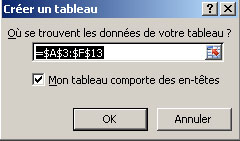 Créer un tableau
Où se trouvent les données de votre tableau ?
=$A$3:$F$13
Mon tableau comporte des en-têtes
OK
Annuler